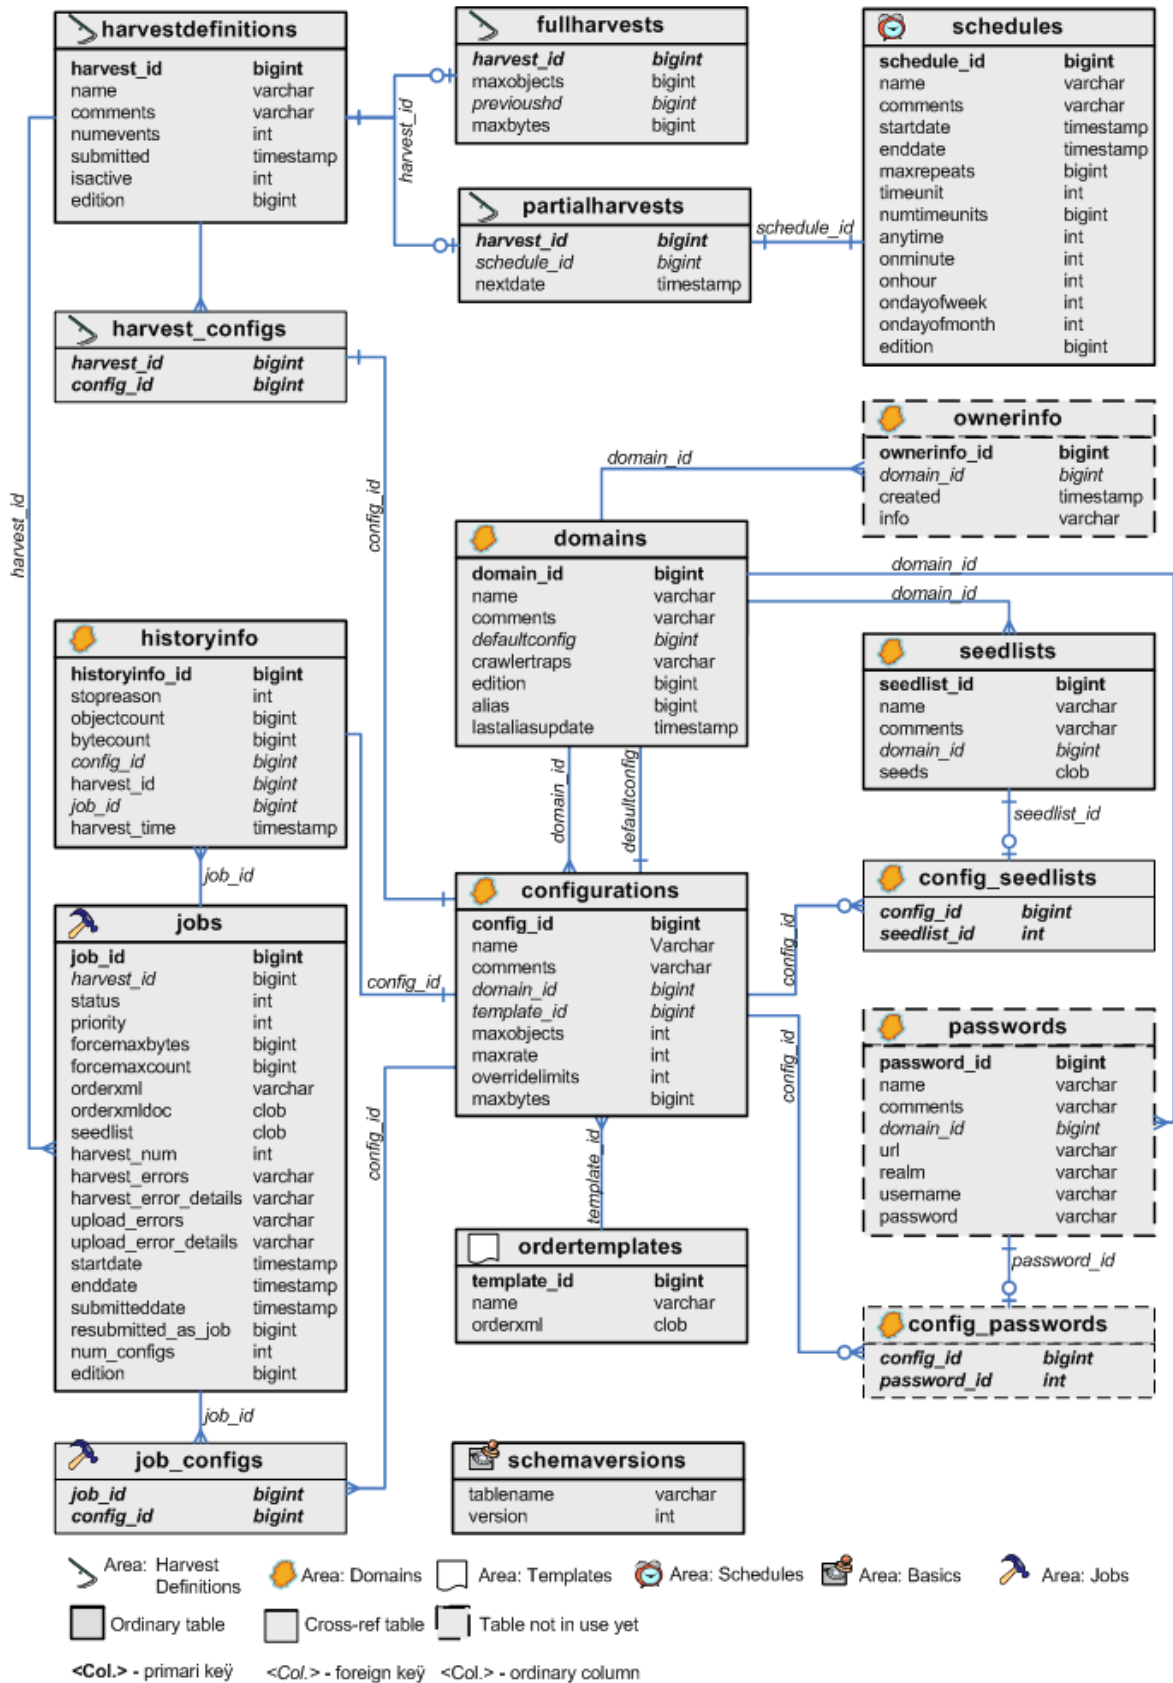 harvestdefinitions
harvest_id bigint
name varchar
comments varchar
numevents int
submitted timestamp
isactive int
edition bigint
fullharvests
harvest_id bigint
maxobjects bigint
previoushd bigint
maxbytes bigint
harvest_id
partialharvests
harvest_id bigint
schedule_id bigint
nextdate timestamp
schedule_id
schedules
schedule_id bigint
name varchar
comments varchar
startdate timestamp
enddate timestamp
maxrepeats bigint
timeunit int
numtimeunits bigint
anytime int
onminute int
onhour int
ondayofweek int
ondayofmonth int
edition bigint
harvest_configs
harvest_id bigint
config_id bigint
harvest_id
config_id
ownerinfo
ownerinfo_id bigint
domain_id bigint
created timestamp
info varchar
domain_id
domains
domain_id bigint
name varchar
comments varchar
defaultconfig bigint
crawlertraps varchar
edition bigint
alias bigint
lastaliasupdate timestamp
domain_id
domain_id
seedlists
seedlist_id bigint
name varchar
comments varchar
domain_id bigint
seeds clob
seedlist_id
historyinfo
historyinfo_id bigint
stopreason int
objectcount bigint
bytecount bigint
config_id bigint
harvest_id bigint
job_id bigint
harvest_time timestamp
job_id
domain_id
defaultconfig
configurations
config_id bigint
name Varchar
comments varchar
domain_id bigint
template_id bigint
maxobjects int
maxrate int
overridelimits int
maxbytes bigint
config_id
config_id
config_id
config_id
config_seedlists
config_id bigint
seedlist_id int
jobs
job_id bigint
harvest_id bigint
status int
priority int
forcemaxbytes bigint
forcemaxcount bigint
orderxml varchar
orderxmldoc clob
seedlist clob
harvest_num int
harvest_errors varchar
harvest_error_details varchar
upload_errors varchar
upload_error_details varchar
startdate timestamp
enddate timestamp
submitteddate timestamp
resubmitted_as_job bigint
num_configs int
edition bigint
job_id
passwords
password_id bigint
name varchar
comments varchar
domain_id bigint
url varchar
realm varchar
username varchar
password varchar
password_id
template_id
ordertemplates
template_id bigint
name varchar
orderxml clob
config_passwords
config_id bigint
password_id int
job_configs
job_id bigint
config_id bigint
schemaversions
tablename varchar
version int
Area: Harvest
Definitions
Area: Domains
Area: Templates
Area: Schedules
Area: Basics
Area: Jobs
Ordinary table
Cross-ref table
Table not in use yet
<Col.> - primari keÿ
<Col.> - foreign keÿ
<Col.> - ordinary column